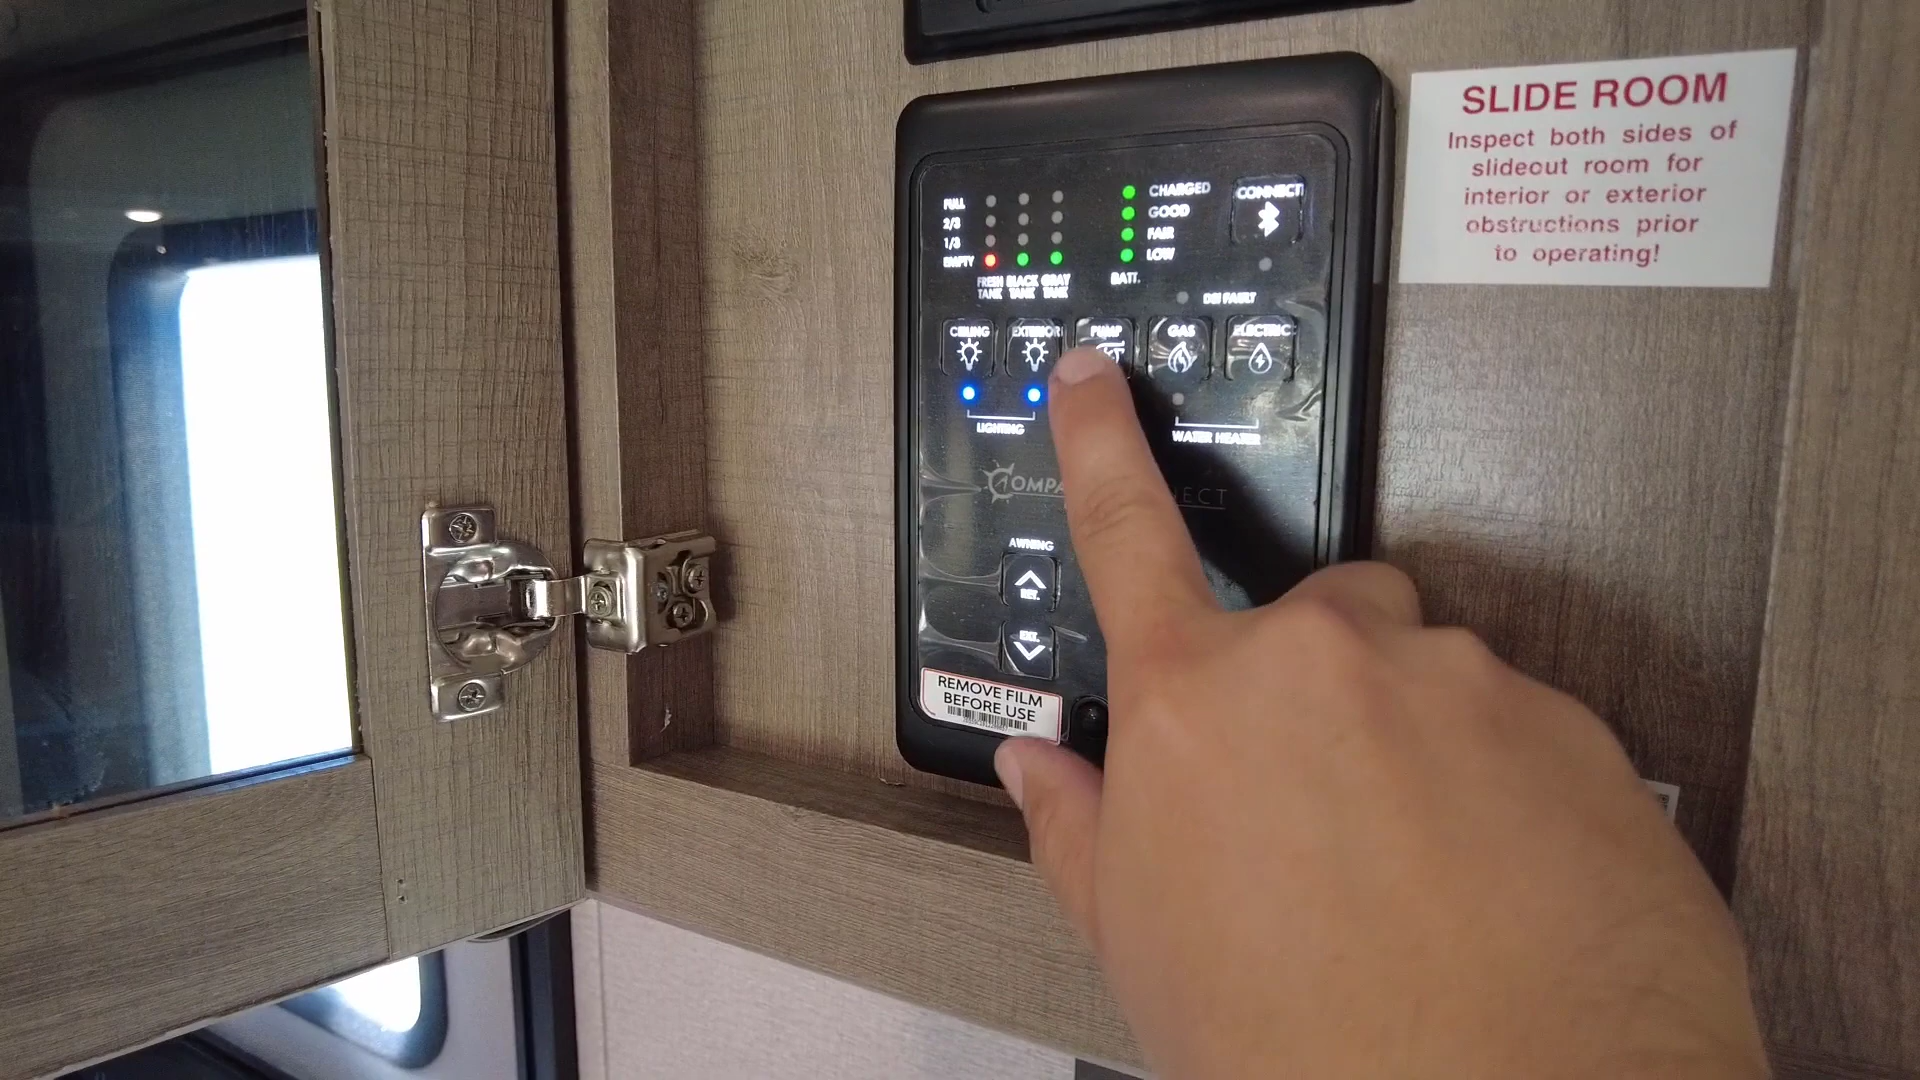 FULL
2/3
1/3
EMPTY
FRESH TANK
BLACK TANK
GRAY TANK
CHARGED
GOOD
FAIR
LOW
BATT.
CONNECT
DSI FAULT
CEILING
EXTERIOR
PUMP
GAS
ELECTRIC
LIGHTING
WATER HEATER
AWNING
RET.
EXT.
REMOVE FILM
BEFORE USE
SLIDE ROOM
Inspect both sides of
slideout room for
interior or exterior
obstructions prior
to operating!